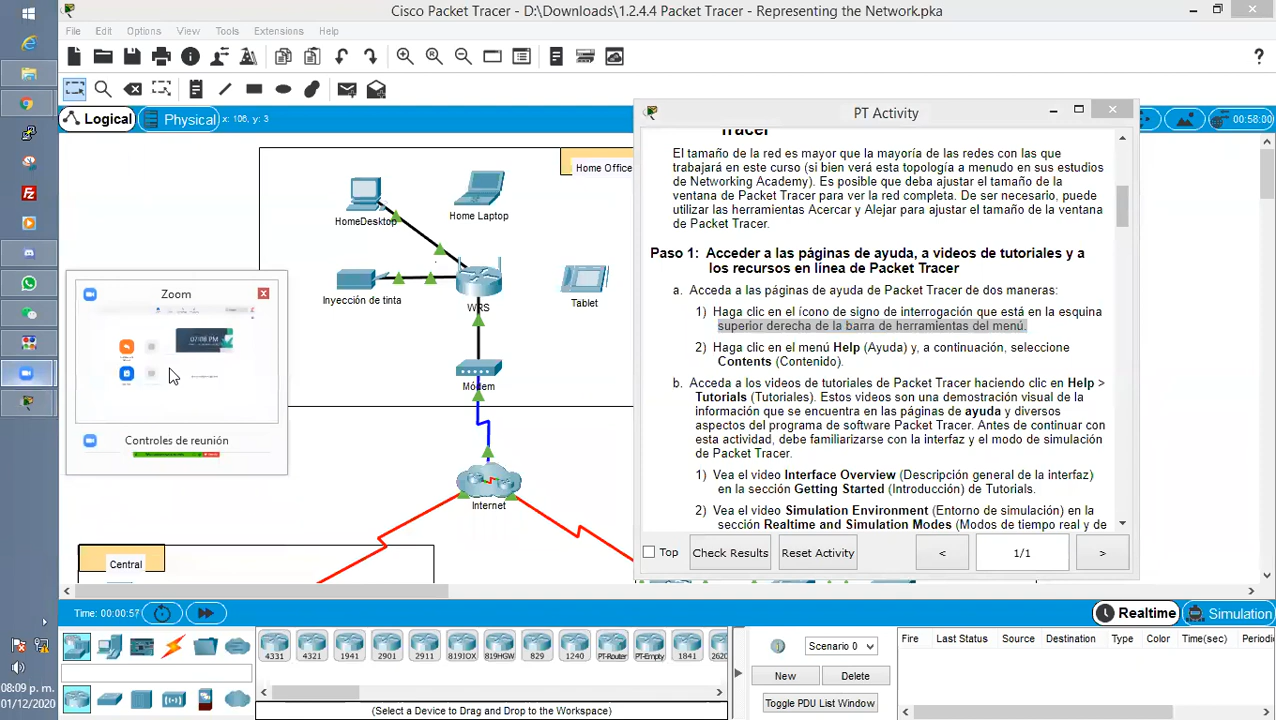 Cisco Packet Tracer - D:\Downloads\1.2.4.4 Packet Tracer - Representing the Network.pka
File Edit Options View Tools Extensions Help
Logical Physical x: 106, y: 3
00:58:00
Home Office
HomeDesktop
Home Laptop
Inyección de tinta
WRS
Tablet
Módem
Internet
Central
Zoom
07:08 PM
Controles de reunión
PT Activity
Tracer
El tamaño de la red es mayor que la mayoría de las redes con las que
trabajará en este curso (si bien verá esta topología a menudo en sus estudios
de Networking Academy). Es posible que deba ajustar el tamaño de la
ventana de Packet Tracer para ver la red completa. De ser necesario, puede
utilizar las herramientas Acercar y Alejar para ajustar el tamaño de la ventana
de Packet Tracer.
Paso 1: Acceder a las páginas de ayuda, a videos de tutoriales y a
los recursos en línea de Packet Tracer
a. Acceda a las páginas de ayuda de Packet Tracer de dos maneras:
1) Haga clic en el ícono de signo de interrogación que está en la esquina
superior derecha de la barra de herramientas del menú.
2) Haga clic en el menú Help (Ayuda) y, a continuación, seleccione
Contents (Contenido).
b. Acceda a los videos de tutoriales de Packet Tracer haciendo clic en Help >
Tutorials (Tutoriales). Estos videos son una demostración visual de la
información que se encuentra en las páginas de ayuda y diversos
aspectos del programa de software Packet Tracer. Antes de continuar con
esta actividad, debe familiarizarse con la interfaz y el modo de simulación
de Packet Tracer.
1) Vea el video Interface Overview (Descripción general de la interfaz)
en la sección Getting Started (Introducción) de Tutorials.
2) Vea el video Simulation Environment (Entorno de simulación) en la
sección Realtime and Simulation Modes (Modos de tiempo real y de
Top Check Results Reset Activity < 1/1 >
Time: 00:00:57
Realtime Simulation
4331 4321 1941 2901 2911 819IOX 819HGW 829 1240 PT-Router PT-Empty 1841 2620
(Select a Device to Drag and Drop to the Workspace)
Scenario 0
New Delete
Toggle PDU List Window
Fire Last Status Source Destination Type Color Time(sec) Periodi
08:09 p. m.
01/12/2020